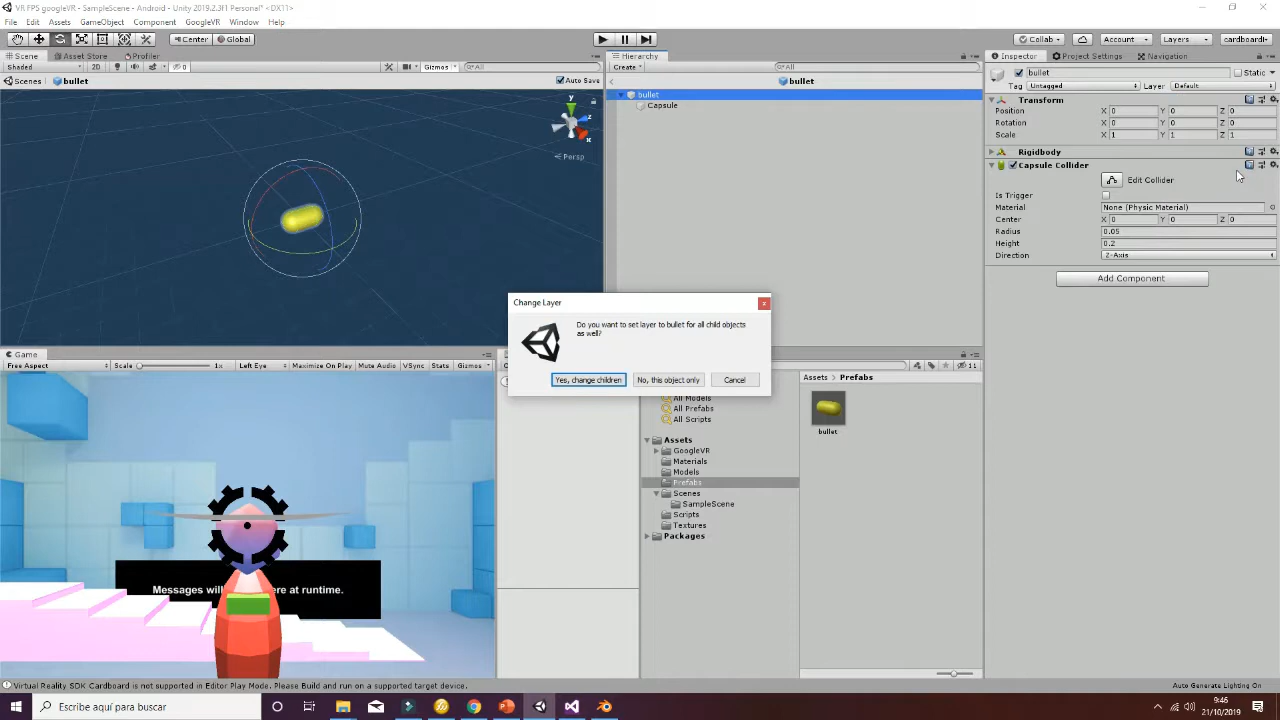 VR FPS googleVR - SampleScene - Android - Unity 2019.2.3f1 Personal* <DX11>
File Edit Assets GameObject Component GoogleVR Window Help
Center Global
Collab Account Layers cardboard+
Scene Asset Store Profiler
Hierarchy
Inspector Project Settings Navigation
Shaded 2D 0 Gizmos All
Create All
Scenes bullet
Auto Save
bullet
bullet Static
Tag Untagged Layer Default
bullet
Capsule
y
z
x
Persp
Transform
Position X 0 Y 0 Z 0
Rotation X 0 Y 0 Z 0
Scale X 1 Y 1 Z 1
Rigidbody
Capsule Collider
Edit Collider
Is Trigger
Material None (Physic Material)
Center X 0 Y 0 Z 0
Radius 0.05
Height 0.2
Direction Z-Axis
Add Component
Change Layer
x
Do you want to set layer to bullet for all child objects
as well?
Yes, change children No, this object only Cancel
Game
Free Aspect Scale 1x Left Eye Maximize On Play Mute Audio VSync Stats Gizmos
11
All Models
All Prefabs
All Scripts
Assets
GoogleVR
Materials
Models
Prefabs
Scenes
SampleScene
Scripts
Textures
Packages
Assets Prefabs
bullet
Messages will here at runtime.
Virtual Reality SDK Cardboard is not supported in Editor Play Mode. Please Build and run on a supported target device.
Auto Generate Lighting On
Escribe aquí para buscar
9:46
21/10/2019